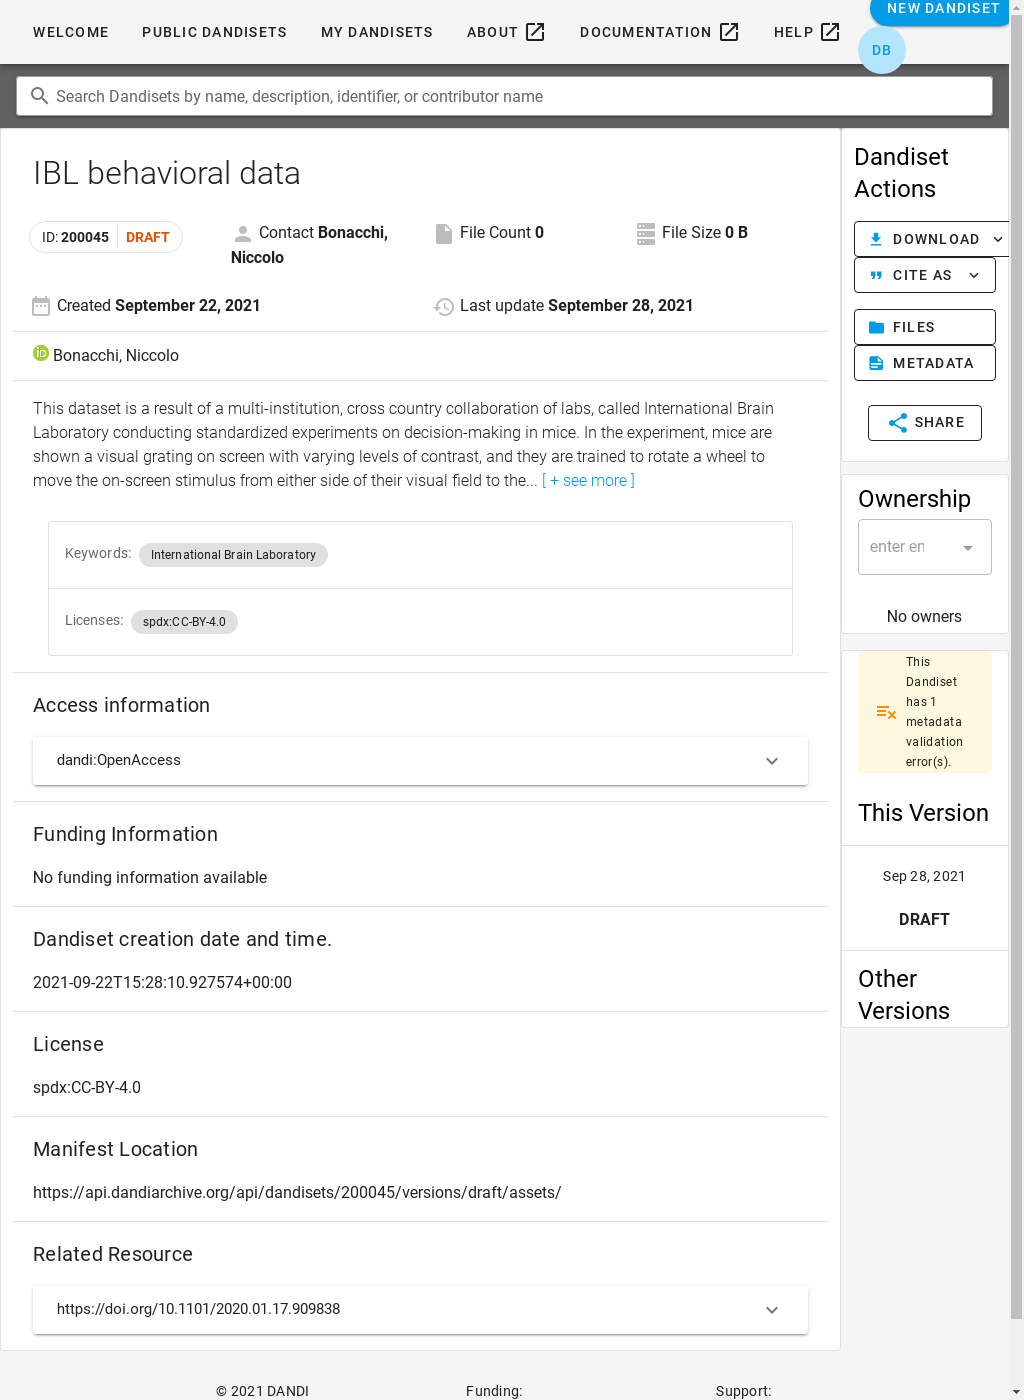 WELCOME
PUBLIC DANDISETS
MY DANDISETS
ABOUT
DOCUMENTATION
HELP
NEW DANDISET
DB
Search Dandisets by name, description, identifier, or contributor name
IBL behavioral data
ID: 200045 DRAFT
Contact Bonacchi,
Niccolo
File Count 0
File Size 0 B
Created September 22, 2021
Last update September 28, 2021
iD Bonacchi, Niccolo
This dataset is a result of a multi-institution, cross country collaboration of labs, called International Brain
Laboratory conducting standardized experiments on decision-making in mice. In the experiment, mice are
shown a visual grating on screen with varying levels of contrast, and they are trained to rotate a wheel to
move the on-screen stimulus from either side of their visual field to the... [ + see more ]
Keywords: International Brain Laboratory
Licenses: spdx:CC-BY-4.0
Access information
dandi:OpenAccess
Funding Information
No funding information available
Dandiset creation date and time.
2021-09-22T15:28:10.927574+00:00
License
spdx:CC-BY-4.0
Manifest Location
https://api.dandiarchive.org/api/dandisets/200045/versions/draft/assets/
Related Resource
https://doi.org/10.1101/2020.01.17.909838
Dandiset
Actions
DOWNLOAD
CITE AS
FILES
METADATA
SHARE
Ownership
enter en
No owners
This
Dandiset
has 1
metadata
validation
error(s).
This Version
Sep 28, 2021
DRAFT
Other
Versions
© 2021 DANDI
Funding:
Support: